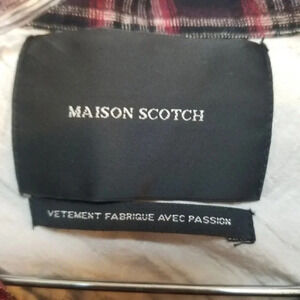 MAISON SCOTCH
VETEMENT FABRIQUE AVEC PASSION